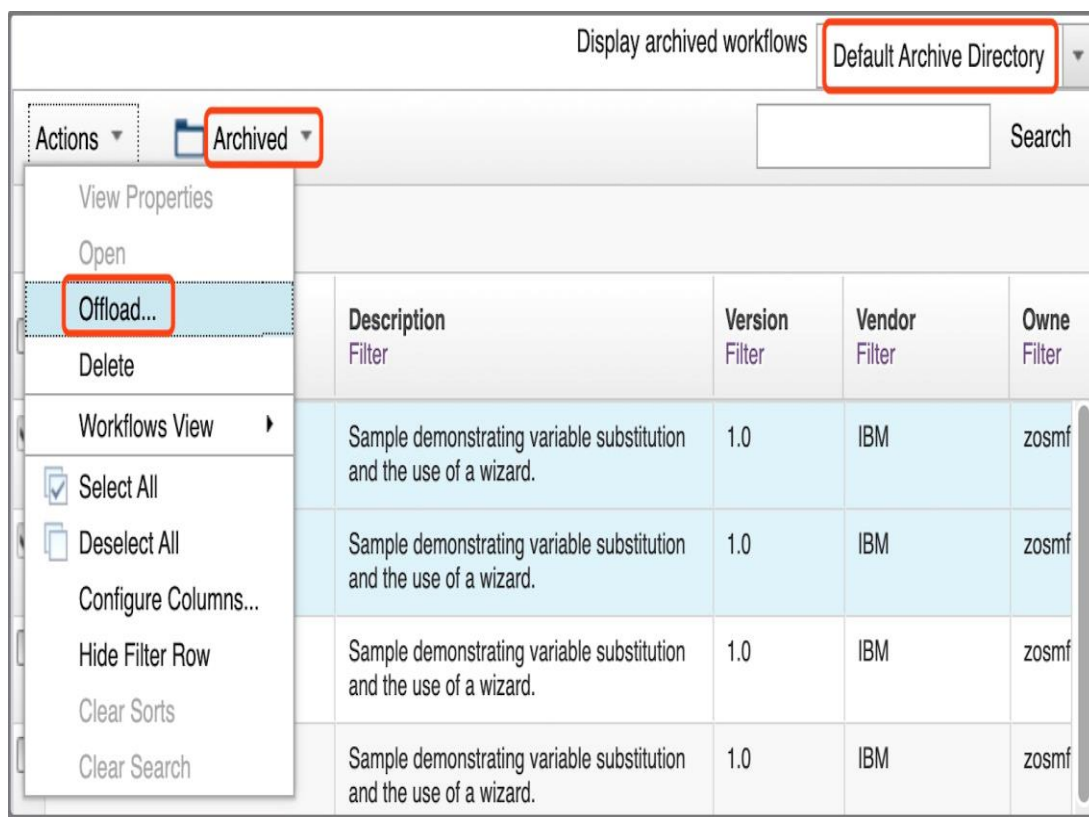 Display archived workflows Default Archive Directory
Actions Archived Search
View Properties
Open
Offload...
Delete
Workflows View
Select All
Deselect All
Configure Columns...
Hide Filter Row
Clear Sorts
Clear Search
Description Version Vendor Owne
Filter Filter Filter Filter
Sample demonstrating variable substitution 1.0 IBM zosmf
and the use of a wizard.
Sample demonstrating variable substitution 1.0 IBM zosmf
and the use of a wizard.
Sample demonstrating variable substitution 1.0 IBM zosmf
and the use of a wizard.
Sample demonstrating variable substitution 1.0 IBM zosmf
and the use of a wizard.